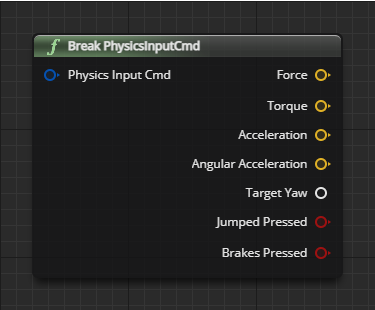 f Break PhysicsInputCmd
Physics Input Cmd Force
Torque
Acceleration
Angular Acceleration
Target Yaw
Jumped Pressed
Brakes Pressed